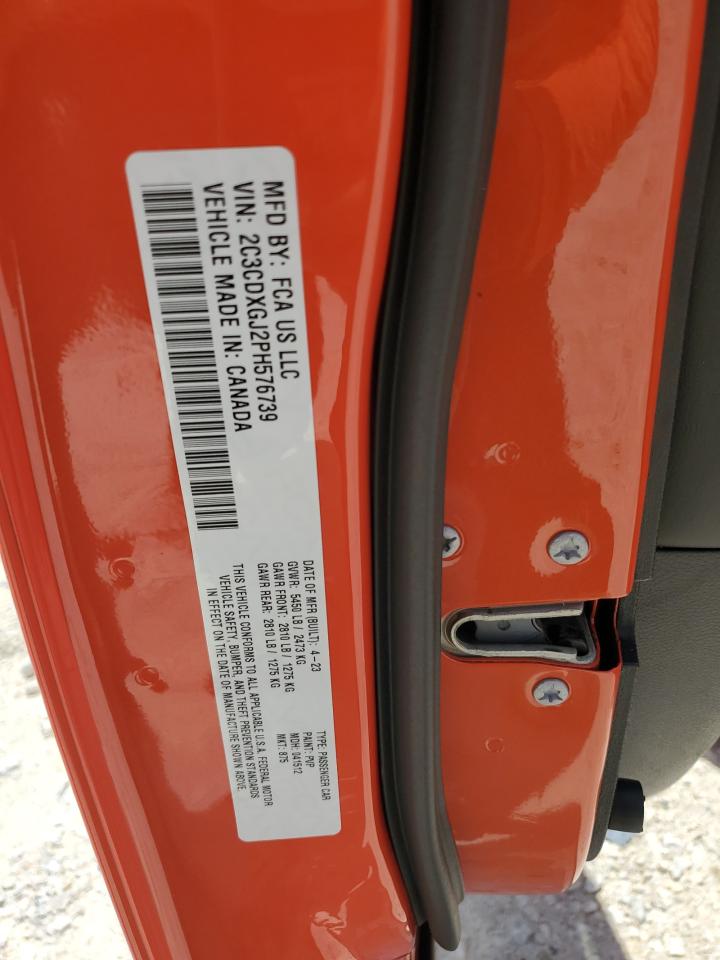 MFD BY: FCA US LLC
VIN: 2C3CDXGJ2PH576739
VEHICLE MADE IN: CANADA
DATE OF MFR (BUILT): 4-23
GVWR: 5450 LB / 2473 KG
GAWR FRONT: 2810 LB / 1275 KG
GAWR REAR: 2810 LB / 1275 KG
TYPE: PASSENGER CAR
PAINT: PVP
MDH: 041512
MKT: 875
THIS VEHICLE CONFORMS TO ALL APPLICABLE U.S.A. FEDERAL MOTOR
VEHICLE SAFETY, BUMPER, AND THEFT PREVENTION STANDARDS
IN EFFECT ON THE DATE OF MANUFACTURE SHOWN ABOVE.